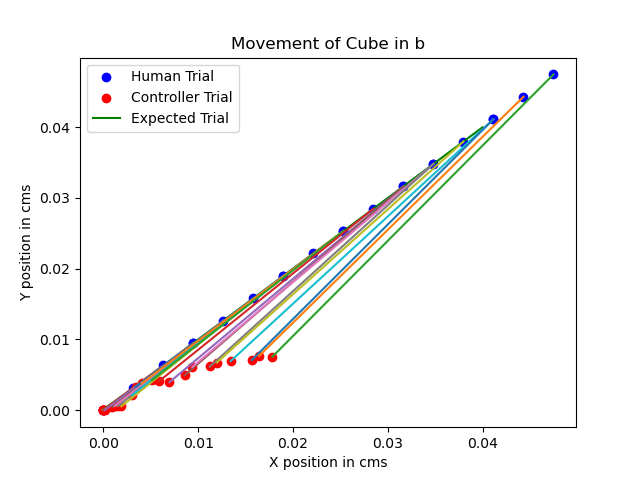 Movement of Cube in b
Human Trial
Controller Trial
Expected Trial
Y position in cms
0.04
0.03
0.02
0.01
0.00
0.00 0.01 0.02 0.03 0.04
X position in cms